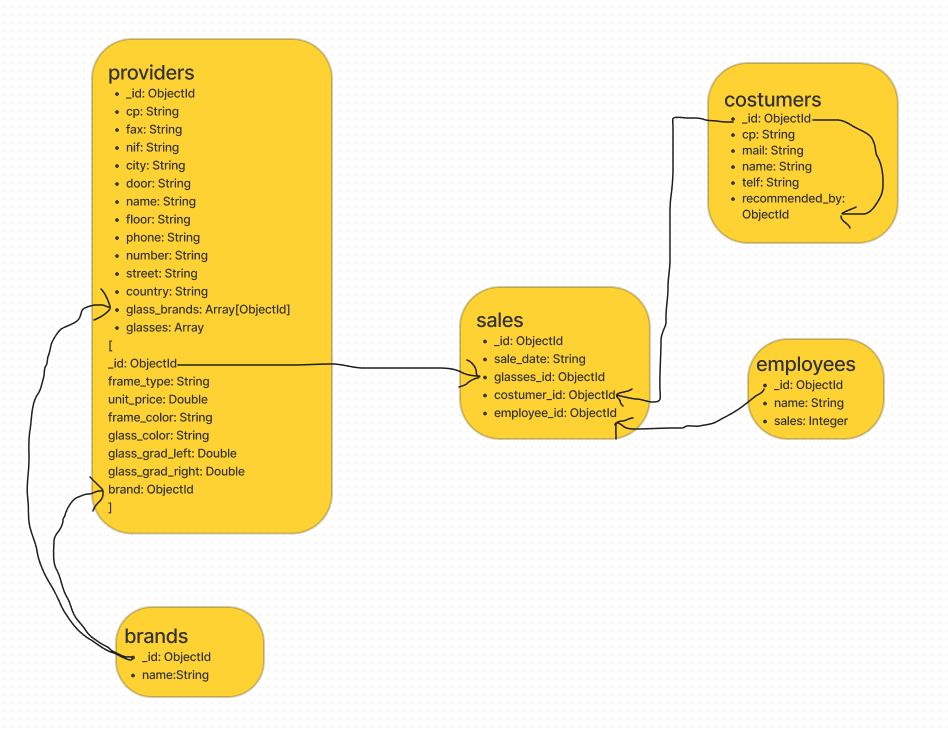 providers
• _id: ObjectId
• cp: String
• fax: String
• nif: String
• city: String
• door: String
• name: String
• floor: String
• phone: String
• number: String
• street: String
• country: String
• glass_brands: Array[ObjectId]
• glasses: Array
[
_id: ObjectId
frame_type: String
unit_price: Double
frame_color: String
glass_color: String
glass_grad_left: Double
glass_grad_right: Double
brand: ObjectId
]
costumers
• _id: ObjectId
• cp: String
• mail: String
• name: String
• telf: String
• recommended_by:
ObjectId
sales
• _id: ObjectId
• sale_date: String
• glasses_id: ObjectId
• costumer_id: ObjectId
• employee_id: ObjectId
employees
• _id: ObjectId
• name: String
• sales: Integer
brands
• _id: ObjectId
• name:String